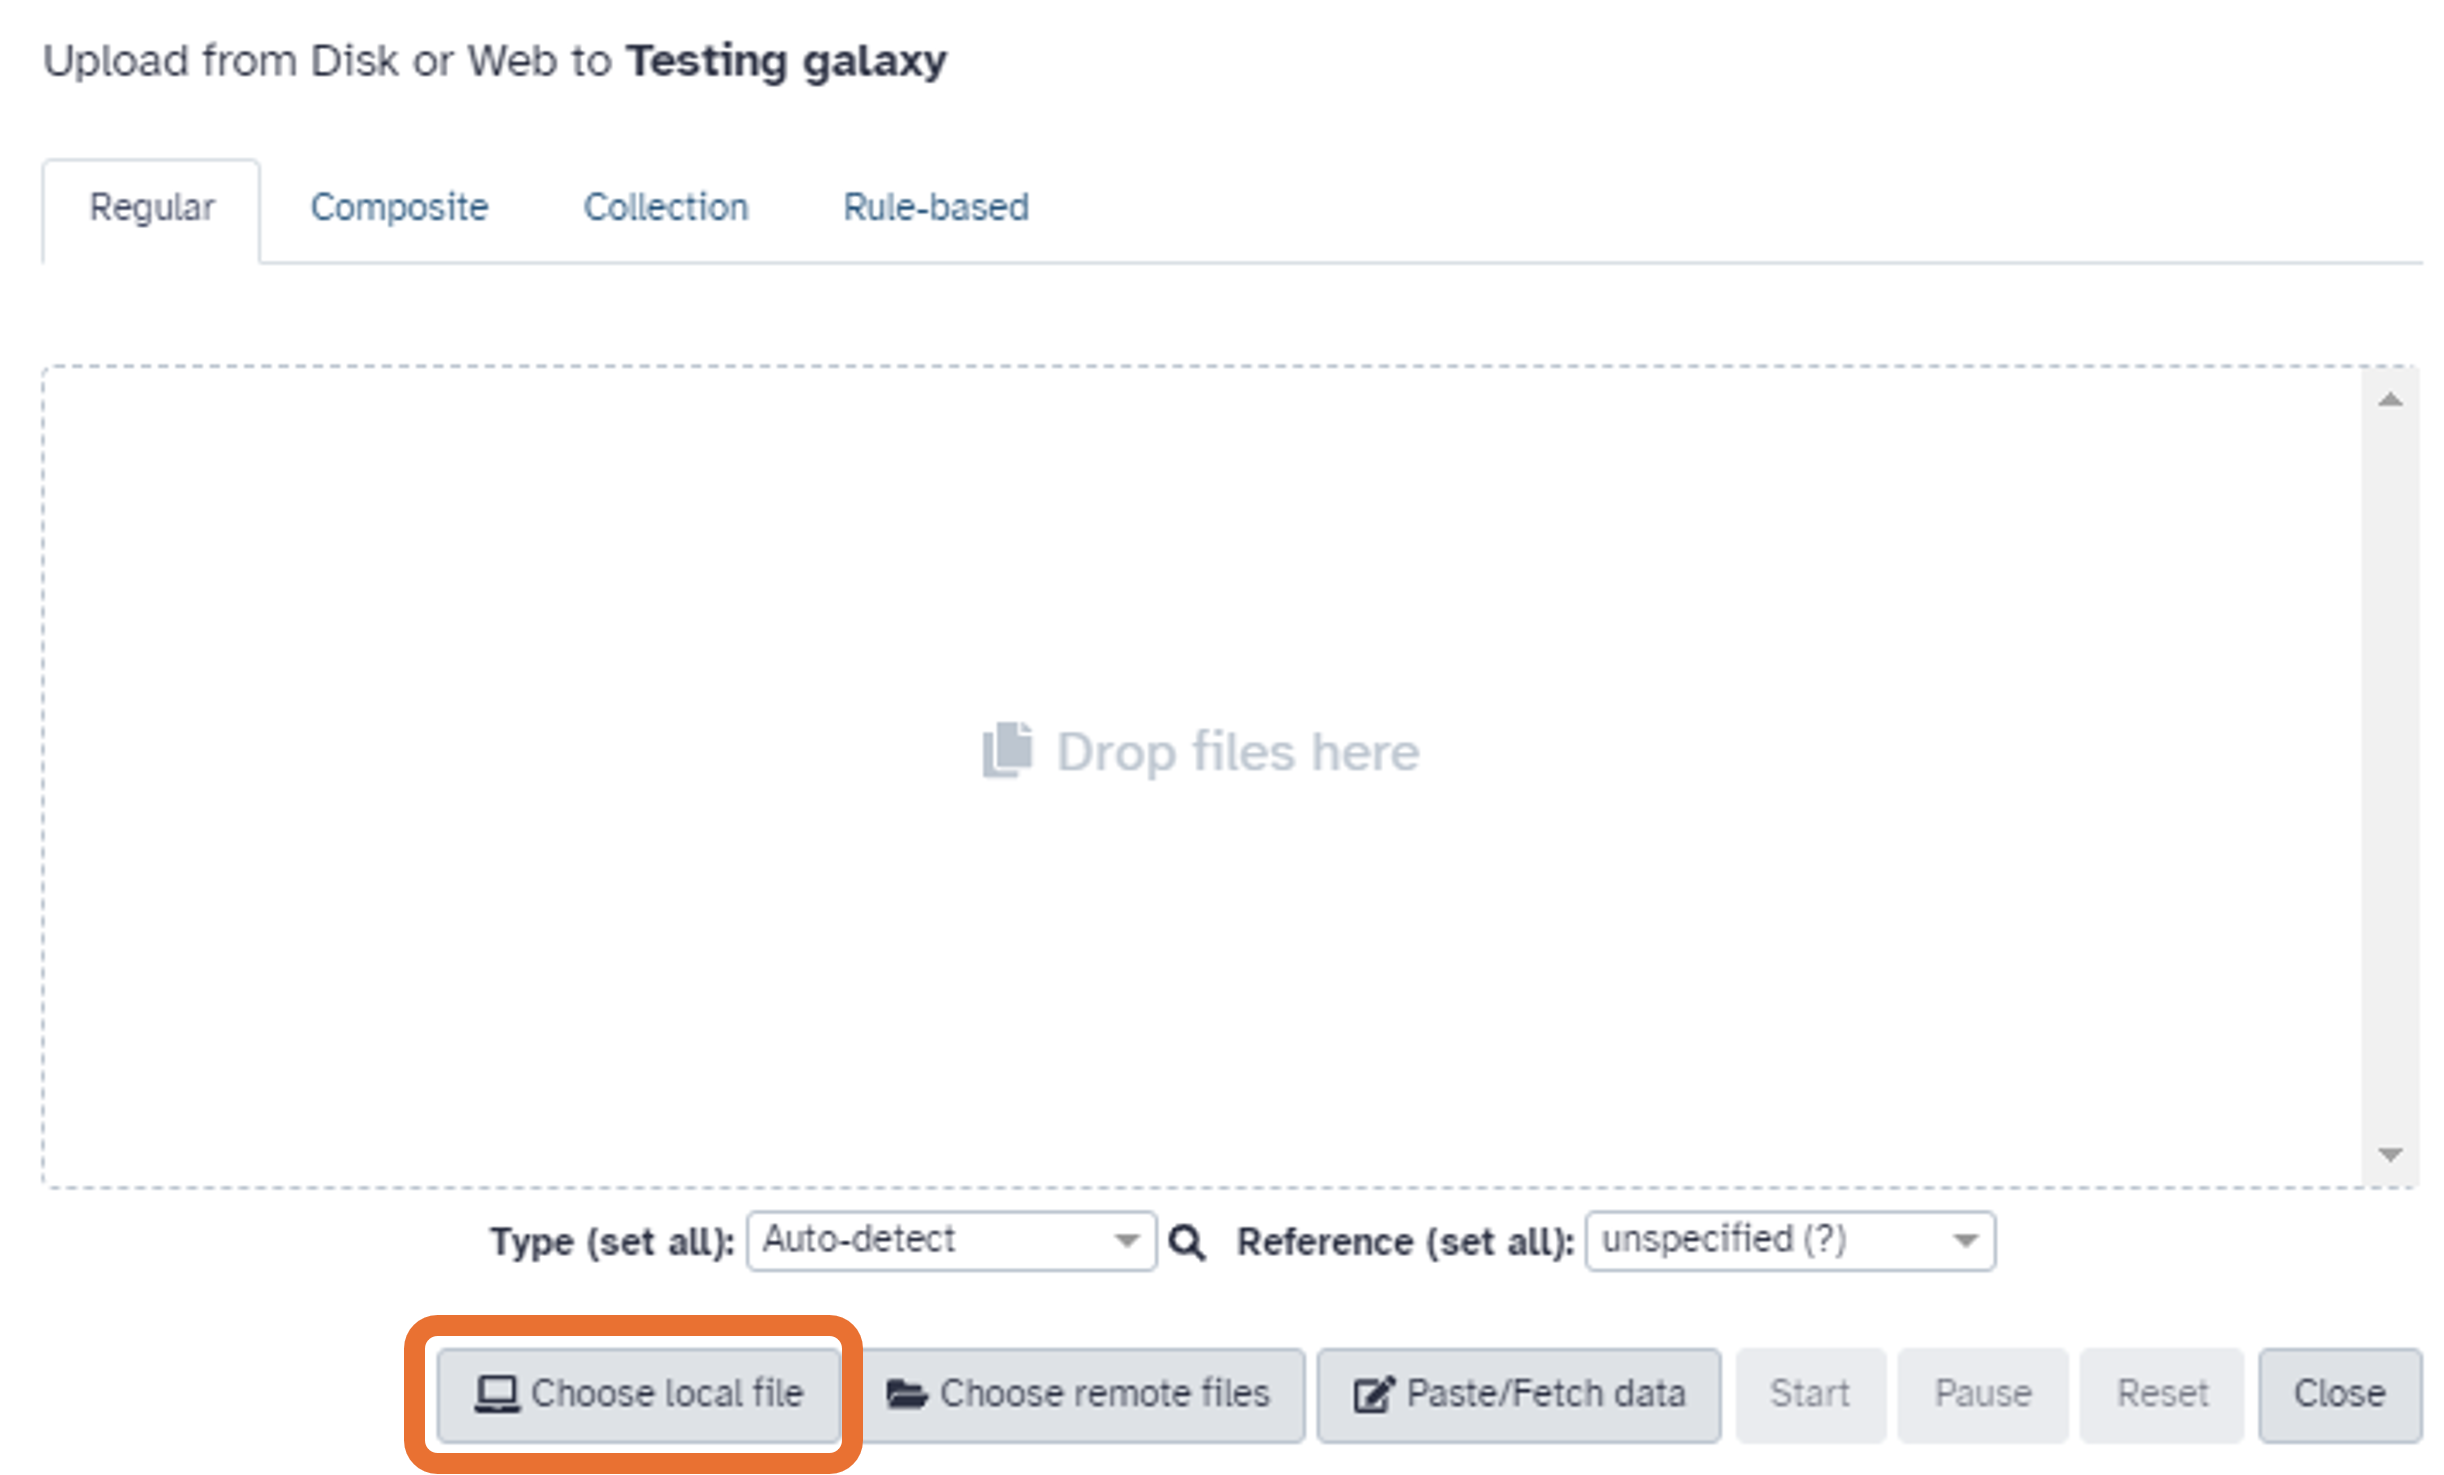 Upload from Disk or Web to Testing galaxy
Regular Composite Collection Rule-based
Drop files here
Type (set all): Auto-detect Reference (set all): unspecified (?)
Choose local file Choose remote files Paste/Fetch data Start Pause Reset Close